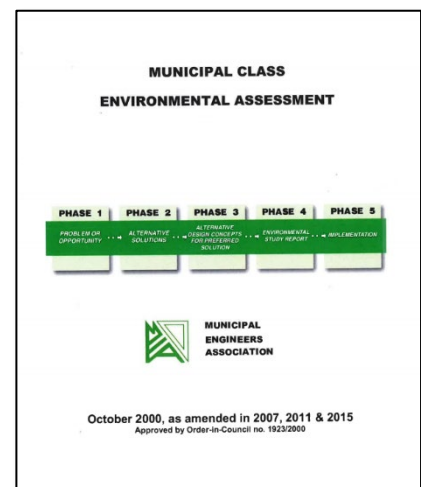 MUNICIPAL CLASS
ENVIRONMENTAL ASSESSMENT
PHASE 1
PROBLEM OR
OPPORTUNITY
PHASE 2
ALTERNATIVE
SOLUTIONS
PHASE 3
ALTERNATIVE
DESIGN CONCEPTS
FOR PREFERRED
SOLUTION
PHASE 4
ENVIRONMENTAL
STUDY REPORT
PHASE 5
IMPLEMENTATION
MEA
MUNICIPAL
ENGINEERS
ASSOCIATION
October 2000, as amended in 2007, 2011 & 2015
Approved by Order-in-Council no. 1923/2000